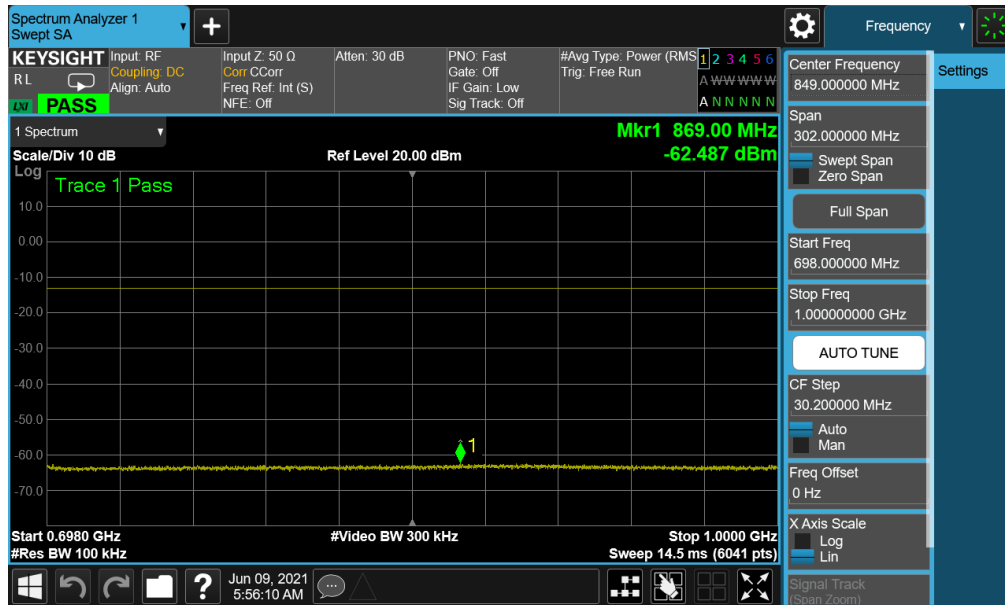 Spectrum Analyzer 1
Swept SA
Frequency
KEYSIGHT
RL
LXI
PASS
Input: RF
Coupling: DC
Align: Auto
Input Z: 50 Ω
Corr CCorr
Freq Ref: Int (S)
NFE: Off
Atten: 30 dB
PNO: Fast
Gate: Off
IF Gain: Low
Sig Track: Off
#Avg Type: Power (RMS
Trig: Free Run
1 2 3 4 5 6
A W W W W W
A N N N N N
1 Spectrum
Scale/Div 10 dB
Ref Level 20.00 dBm
Mkr1 869.00 MHz
-62.487 dBm
Log
Trace 1 Pass
10.0
0.00
-10.0
-20.0
-30.0
-40.0
-50.0
-60.0
-70.0
1
Start 0.6980 GHz
#Video BW 300 kHz
Stop 1.0000 GHz
#Res BW 100 kHz
Sweep 14.5 ms (6041 pts)
?
Jun 09, 2021
5:56:10 AM
Center Frequency
849.000000 MHz
Settings
Span
302.000000 MHz
Swept Span
Zero Span
Full Span
Start Freq
698.000000 MHz
Stop Freq
1.000000000 GHz
AUTO TUNE
CF Step
30.200000 MHz
Auto
Man
Freq Offset
0 Hz
X Axis Scale
Log
Lin
Signal Track
(Span Zoom)